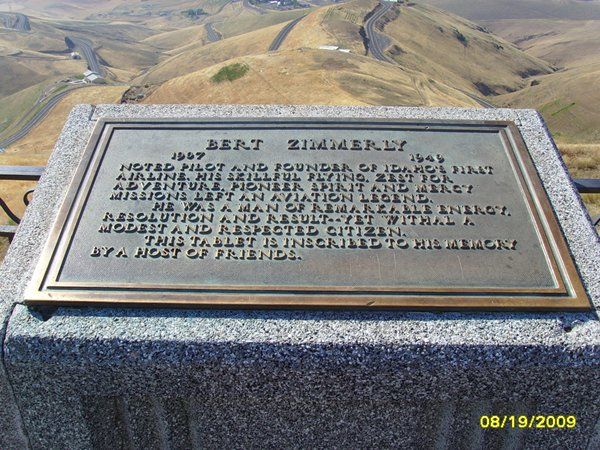 BERT ZIMMERLY
1907 1949
NOTED PILOT AND FOUNDER OF IDAHO'S FIRST
AIRLINE. HIS SKILLFUL FLYING, ZEST FOR
ADVENTURE, PIONEER SPIRIT AND MERCY
MISSIONS LEFT AN AVIATION LEGEND.
HE WAS A MAN OF REMARKABLE ENERGY,
RESOLUTION AND RESULT-YET WITHAL A
MODEST AND RESPECTED CITIZEN.
THIS TABLET IS INSCRIBED TO HIS MEMORY
BY A HOST OF FRIENDS.
08/19/2009